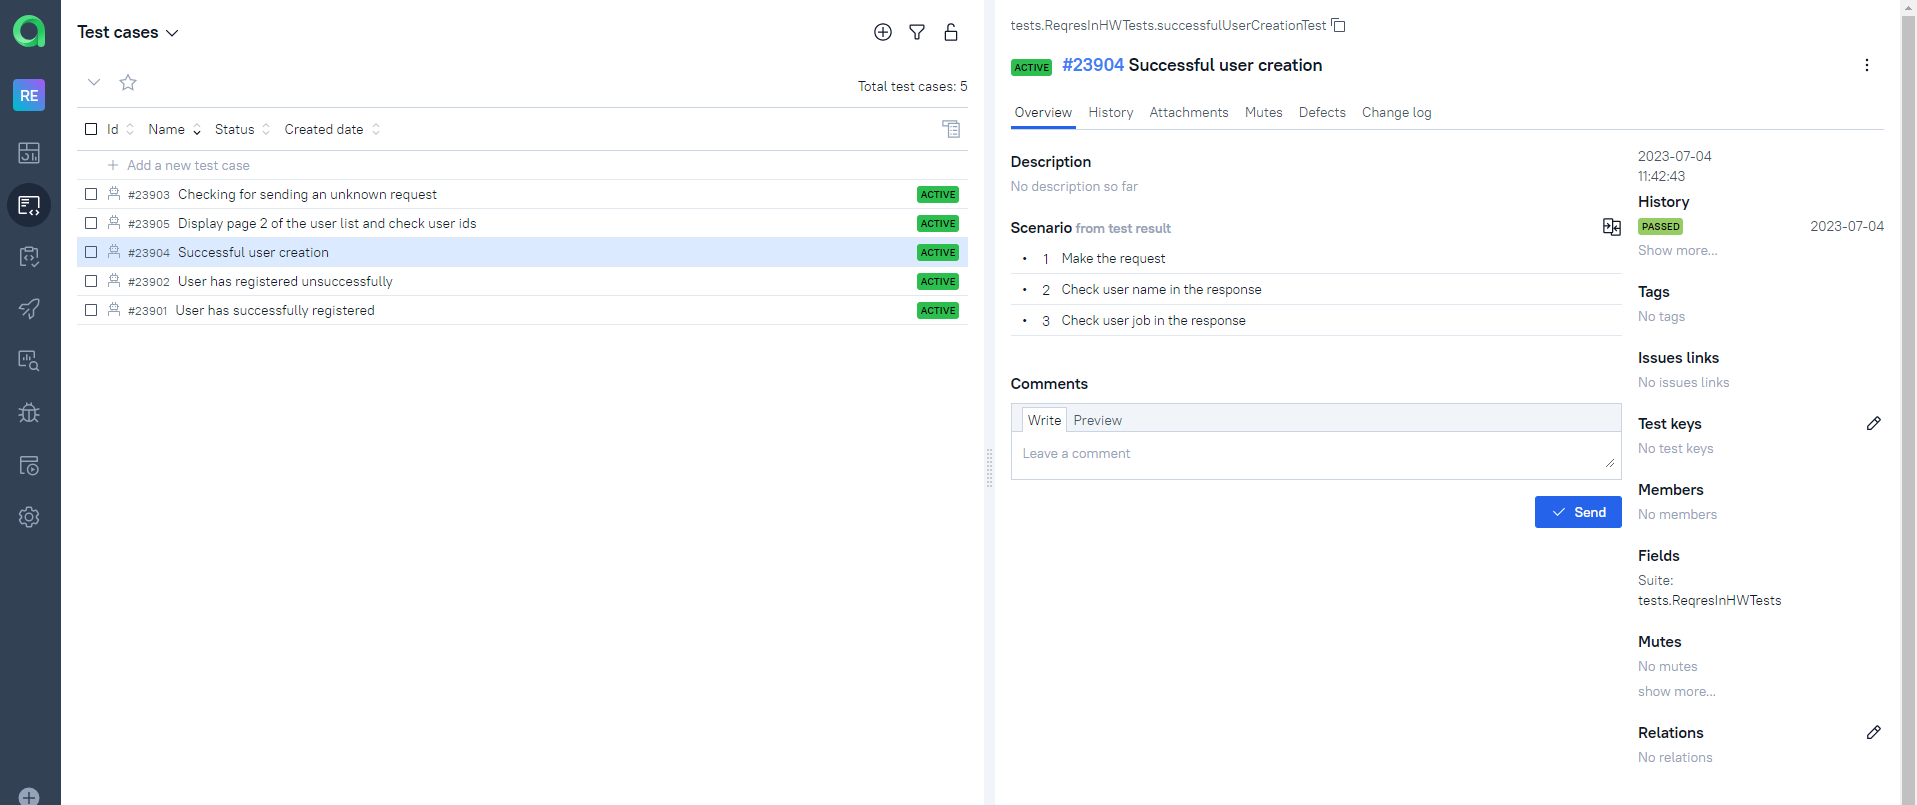 RE
Test cases
Total test cases: 5
Id Name Status Created date
Add a new test case
#23903 Checking for sending an unknown request ACTIVE
#23905 Display page 2 of the user list and check user ids ACTIVE
#23904 Successful user creation ACTIVE
#23902 User has registered unsuccessfully ACTIVE
#23901 User has successfully registered ACTIVE
tests.ReqresInHWTests.successfulUserCreationTest
ACTIVE #23904 Successful user creation
Overview History Attachments Mutes Defects Change log
Description
No description so far
Scenario from test result
• 1 Make the request
• 2 Check user name in the response
• 3 Check user job in the response
Comments
Write Preview
Leave a comment
Send
2023-07-04
11:42:43
History
PASSED 2023-07-04
Show more...
Tags
No tags
Issues links
No issues links
Test keys
No test keys
Members
No members
Fields
Suite:
tests.ReqresInHWTests
Mutes
No mutes
show more...
Relations
No relations